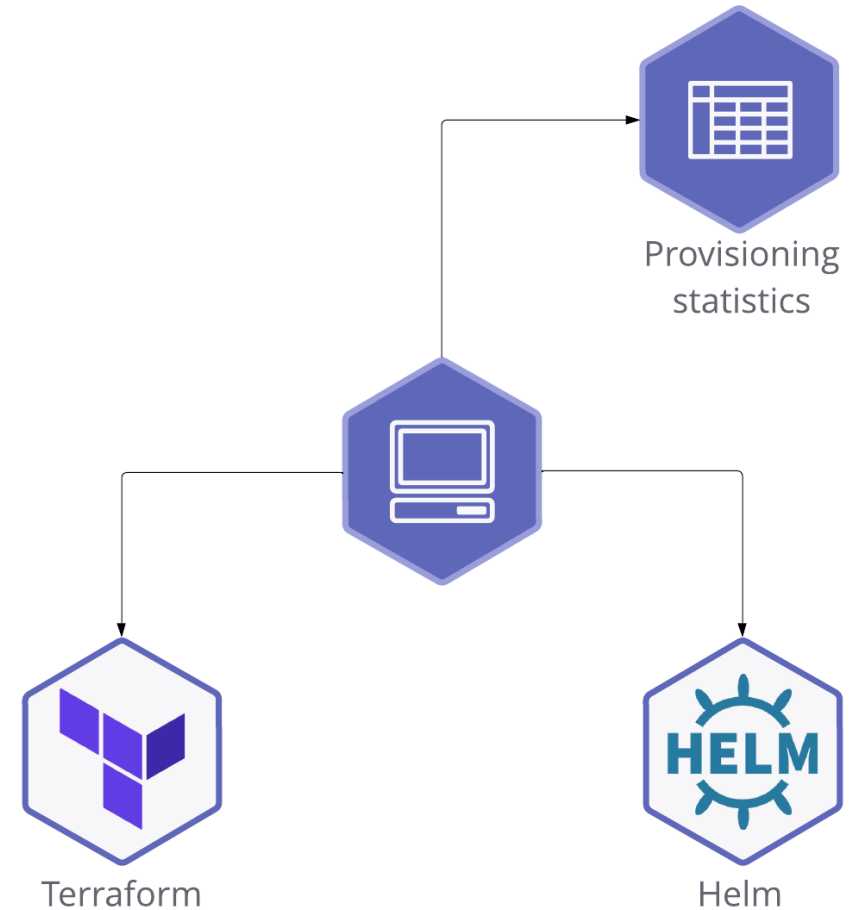 Provisioning
statistics
HELM
Terraform
Helm